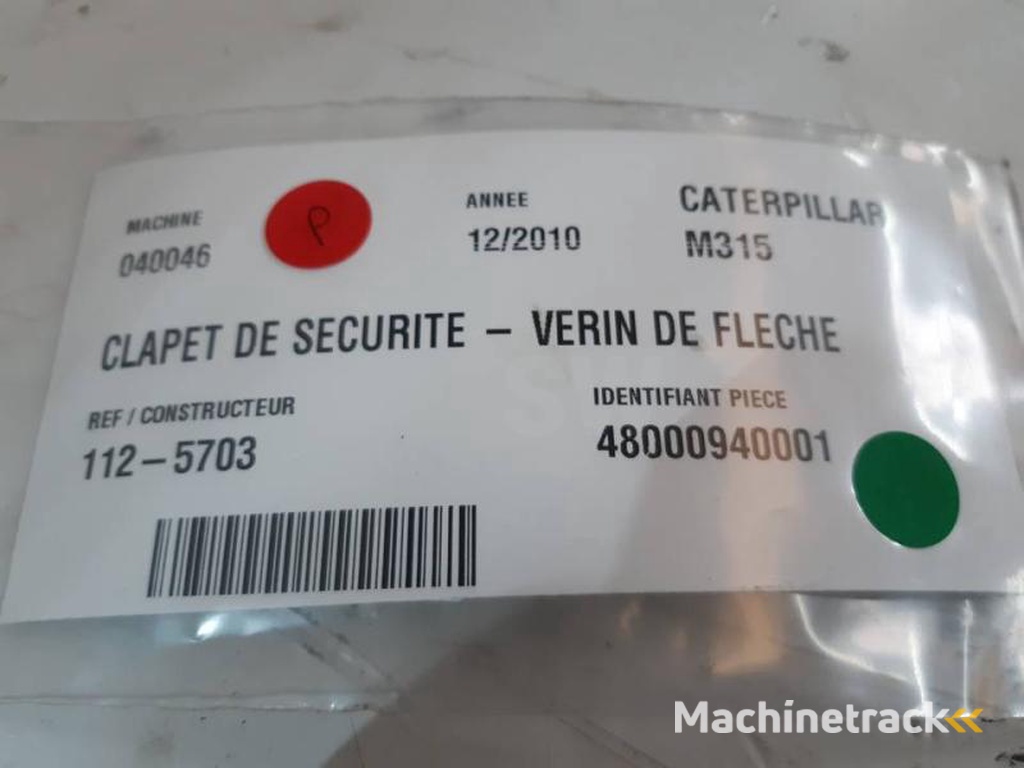 MACHINE
040046
P
ANNEE
12/2010
CATERPILLAR
M315
CLAPET DE SECURITE – VERIN DE FLECHE
REF / CONSTRUCTEUR
112–5703
IDENTIFIANT PIECE
48000940001
Machinetrack